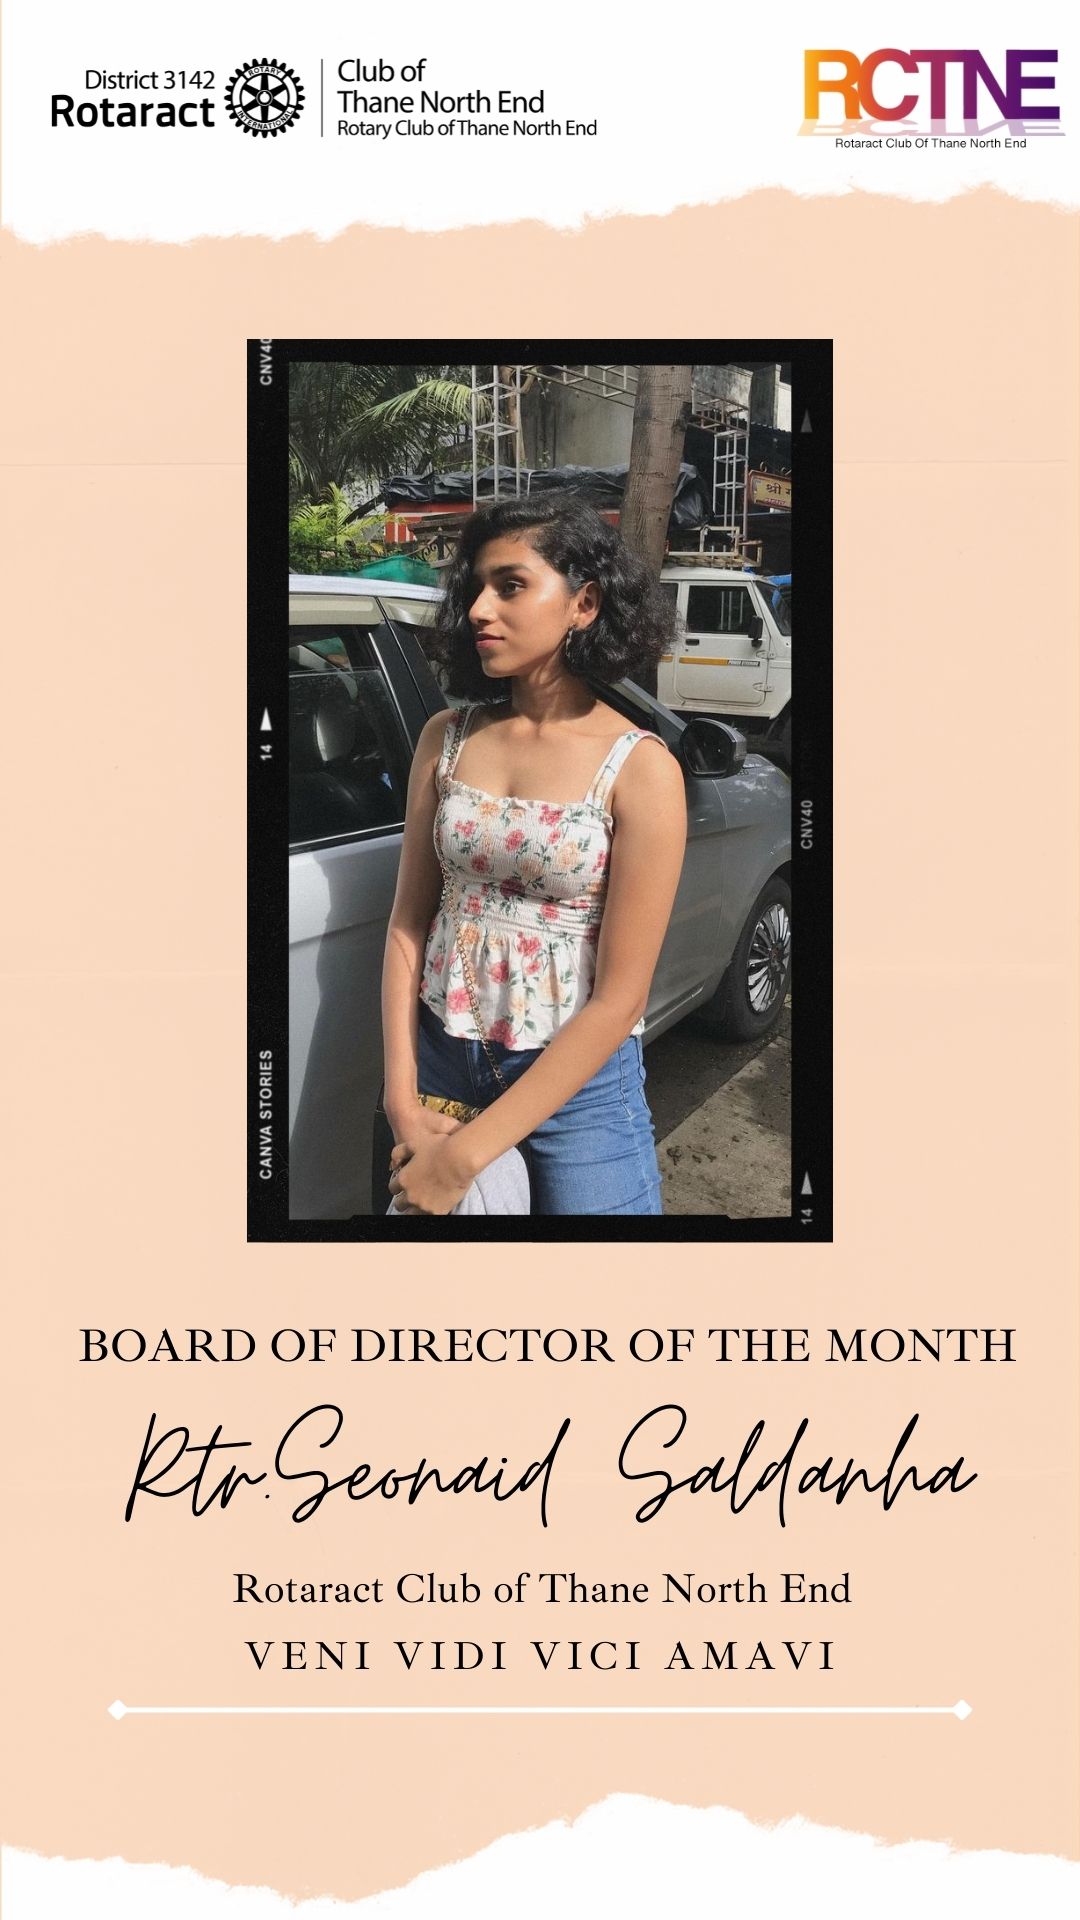 District 3142
Rotaract
ROTARY
INTERNATIONAL
Club of
Thane North End
Rotary Club of Thane North End
RCTNE
Rotaract Club Of Thane North End
CNV40
श्री
POWER STEERING
14
CNV40
CANVA STORIES
14
BOARD OF DIRECTOR OF THE MONTH
Rtr.Seonaid Saldanha
Rotaract Club of Thane North End
VENI VIDI VICI AMAVI